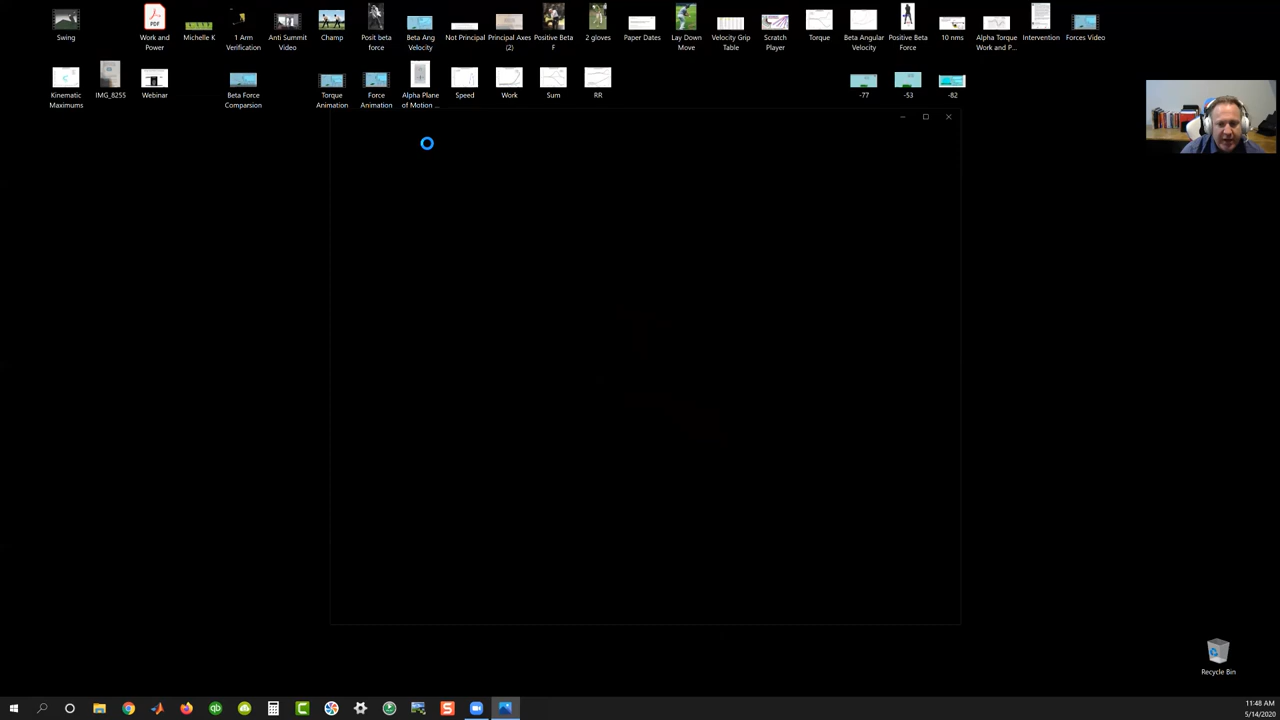 Swing
Work and
Power
Michelle K
1 Arm
Verification
Anti Summit
Video
Champ
Posit beta
force
Beta Ang
Velocity
Not Principal
Principal Axes
(2)
Positive Beta
F
2 gloves
Paper Dates
Lay Down
Move
Velocity Grip
Table
Scratch
Player
Torque
Beta Angular
Velocity
Positive Beta
Force
10 nms
Alpha Torque
Work and P...
Intervention
Forces Video
Kinematic
Maximums
IMG_8255
Webinar
Beta Force
Comparsion
Torque
Animation
Force
Animation
Alpha Plane
of Motion ...
Speed
Work
Sum
RR
-77
-53
-82
Recycle Bin
11:48 AM
5/14/2020